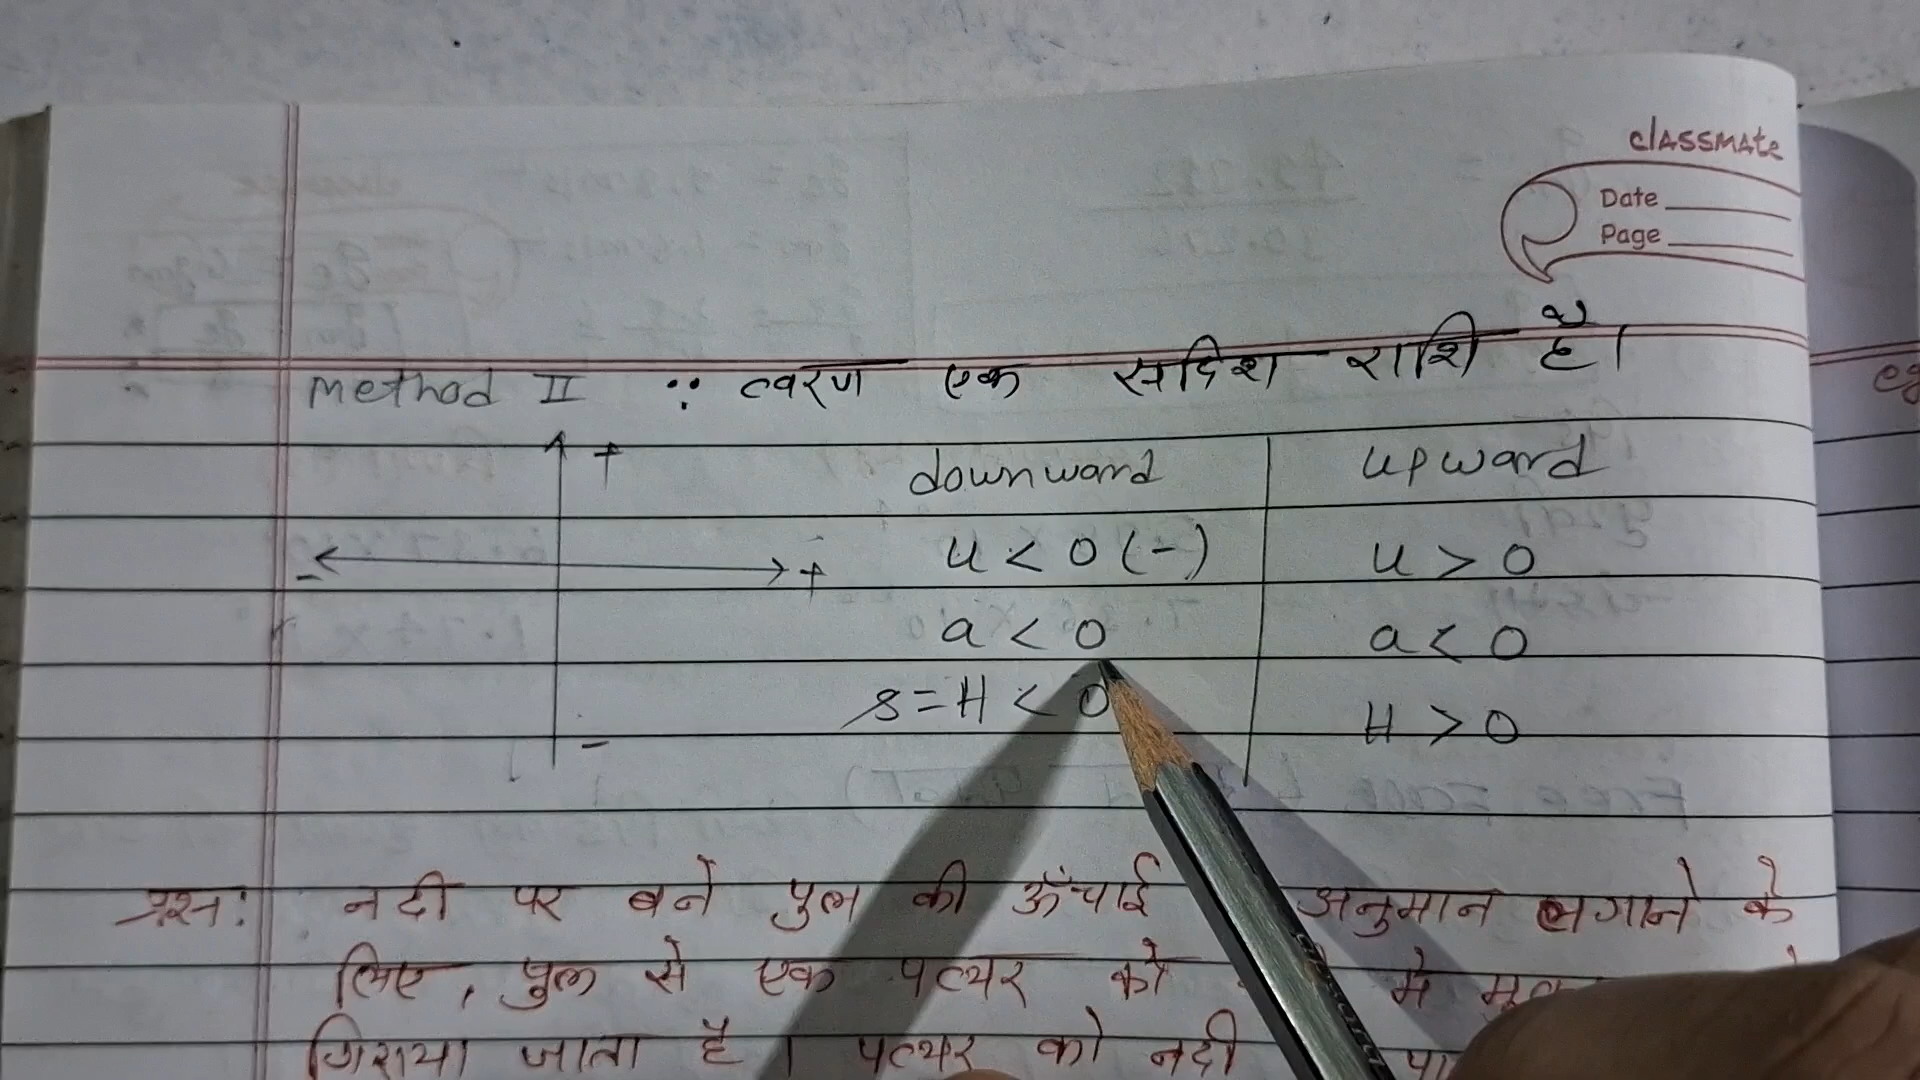 classmate
Date
Page
Method II ∵ त्वरण एक सदिश राशि है।
+ downward upward
- + u < 0 (-) u > 0
a < 0 a < 0
s = H < 0 H > 0
-
प्रश्न: नदी पर बने पुल की ऊँचाई अनुमान लगाने के
लिए, पुल से एक पत्थर को में
गिराया जाता है। पत्थर को नदी